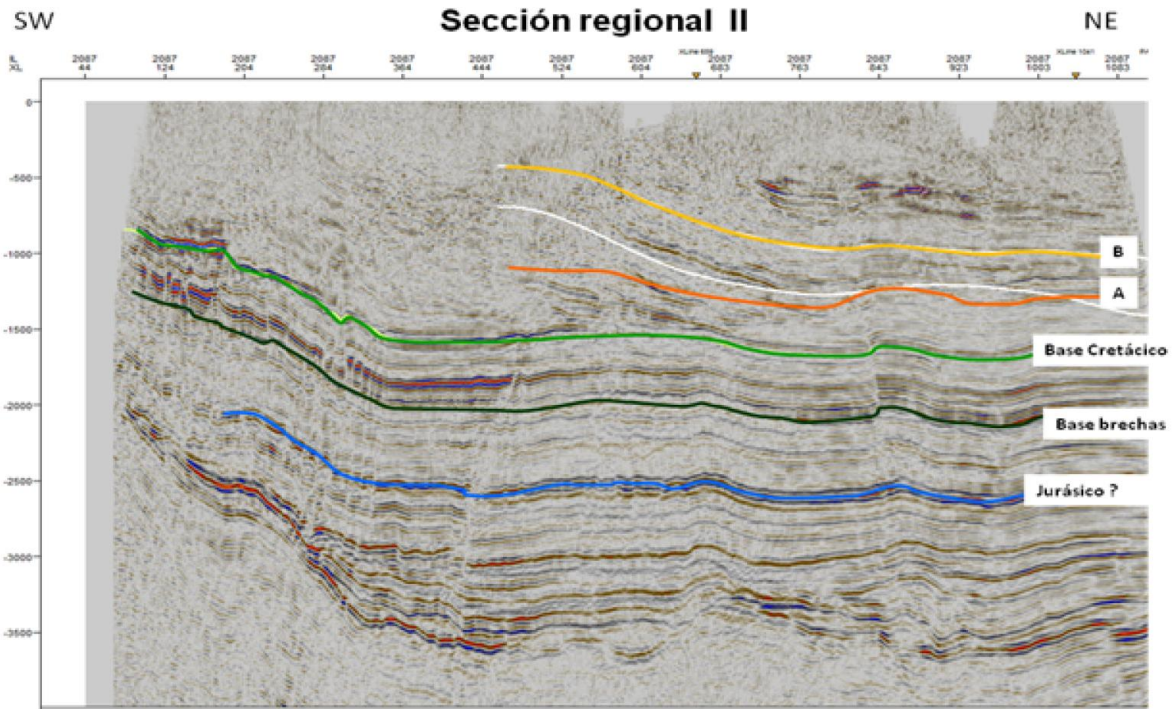 SW
Sección regional II
NE
XLine 1041
IL 2087 2087 2087 2087 2087 2087 2087 2087 2087 2087 2087 2087 2087 2087
XL 44 124 204 284 364 444 524 604 683 763 843 923 1003 1083
0
-500
-1000
B
A
-1500
Base Cretácico
-2000
Base brechas
-2500
Jurásico ?
-3000
-3500